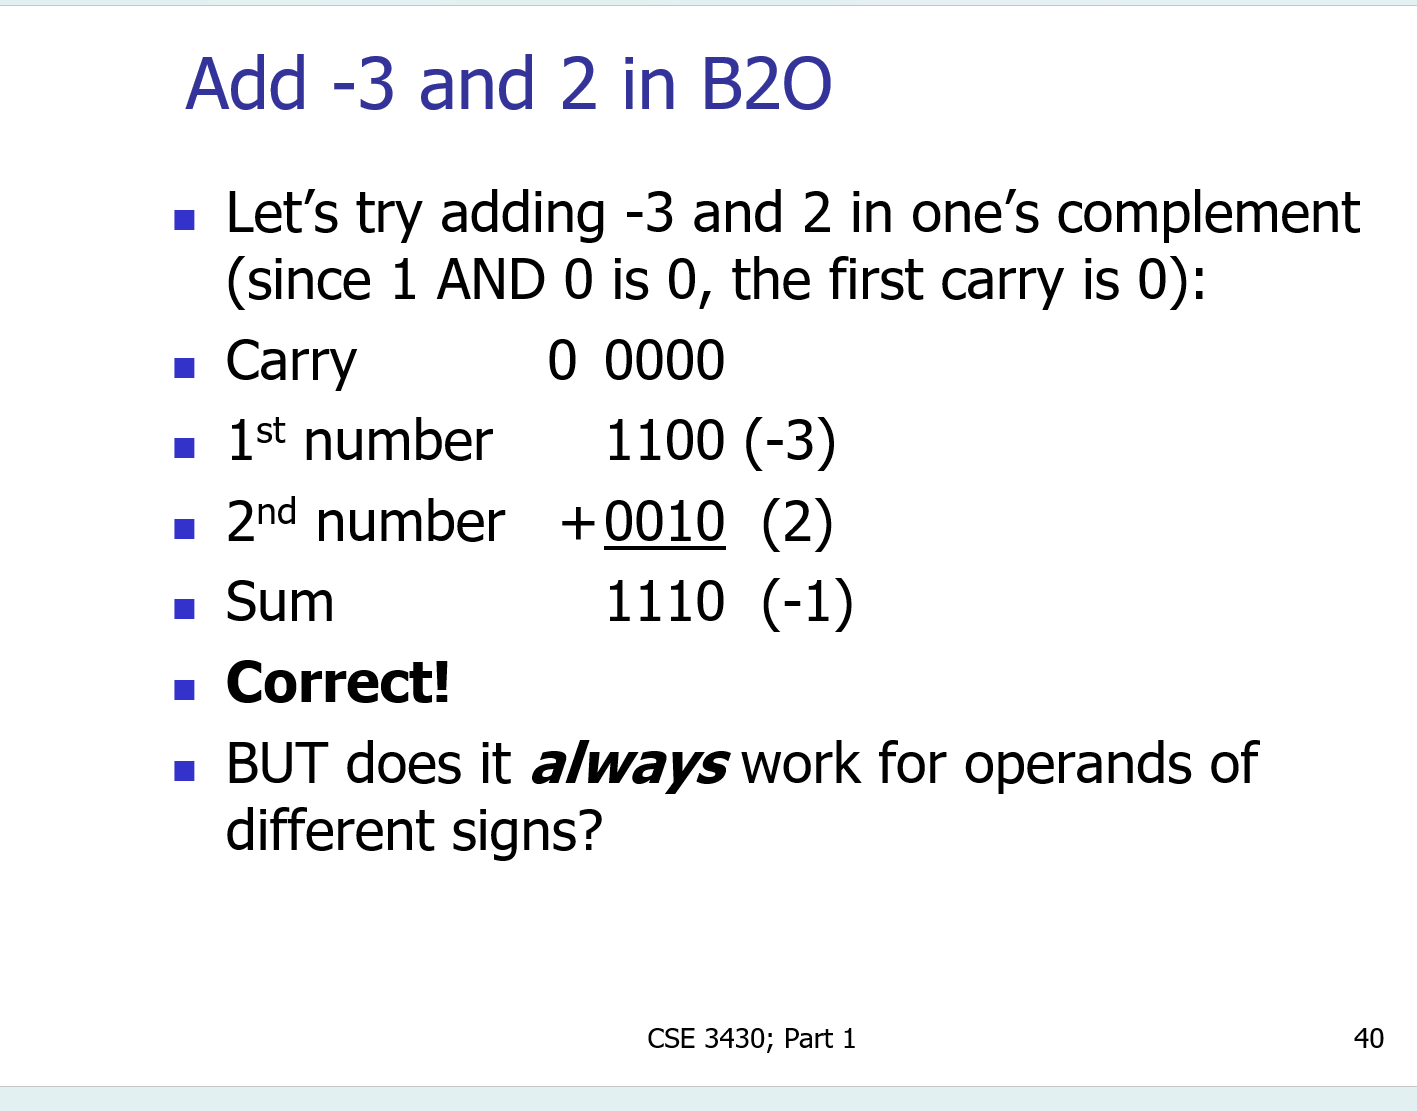 Add -3 and 2 in B2O
Let’s try adding -3 and 2 in one’s complement
(since 1 AND 0 is 0, the first carry is 0):
Carry 0 0000
1st number 1100 (-3)
2nd number +0010 (2)
Sum 1110 (-1)
Correct!
BUT does it always work for operands of
different signs?
CSE 3430; Part 1 40